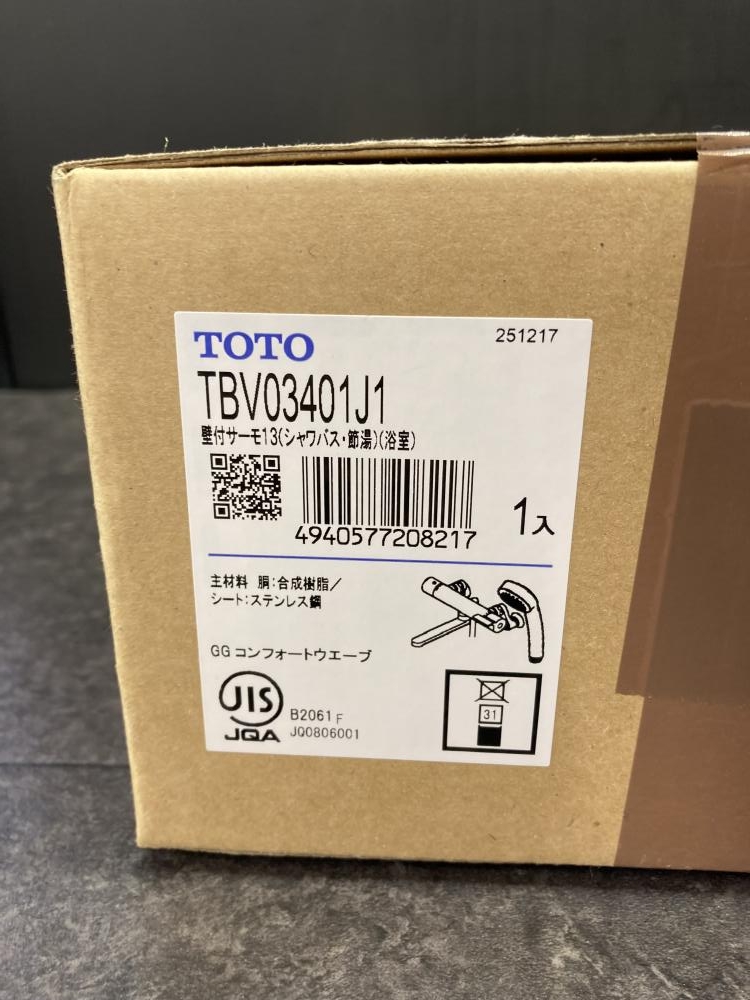 TOTO
251217
TBV03401J1
壁付サーモ13(シャワバス・節湯)(浴室)
4940577208217
1入
主材料 胴:合成樹脂/
シート:ステンレス鋼
GG コンフォートウエーブ
JIS
JQA
B2061 F
JQ0806001
31